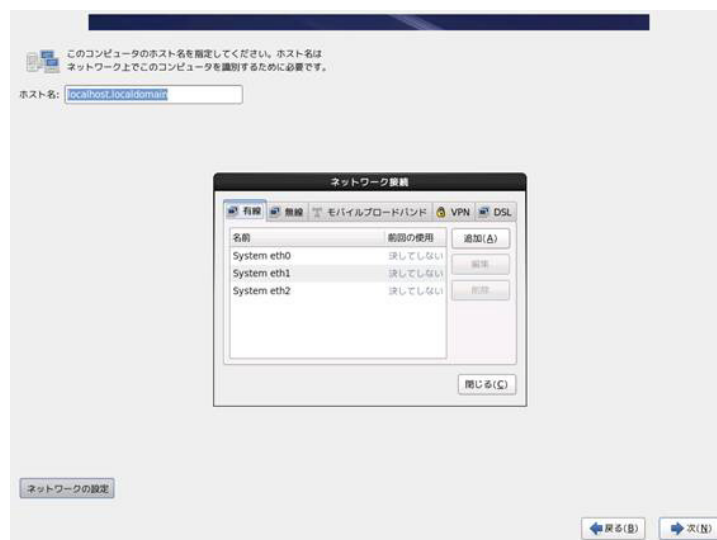 このコンピュータのホスト名を指定してください。ホスト名は
ネットワーク上でこのコンピュータを識別するために必要です。
ホスト名: localhost.localdomain
ネットワーク接続
有線 無線 モバイルブロードバンド VPN DSL
名前 前回の使用 追加(A)
System eth0 決してしない
編集
System eth1 決してしない
System eth2 決してしない 削除
閉じる(C)
ネットワークの設定
戻る(B) 次(N)